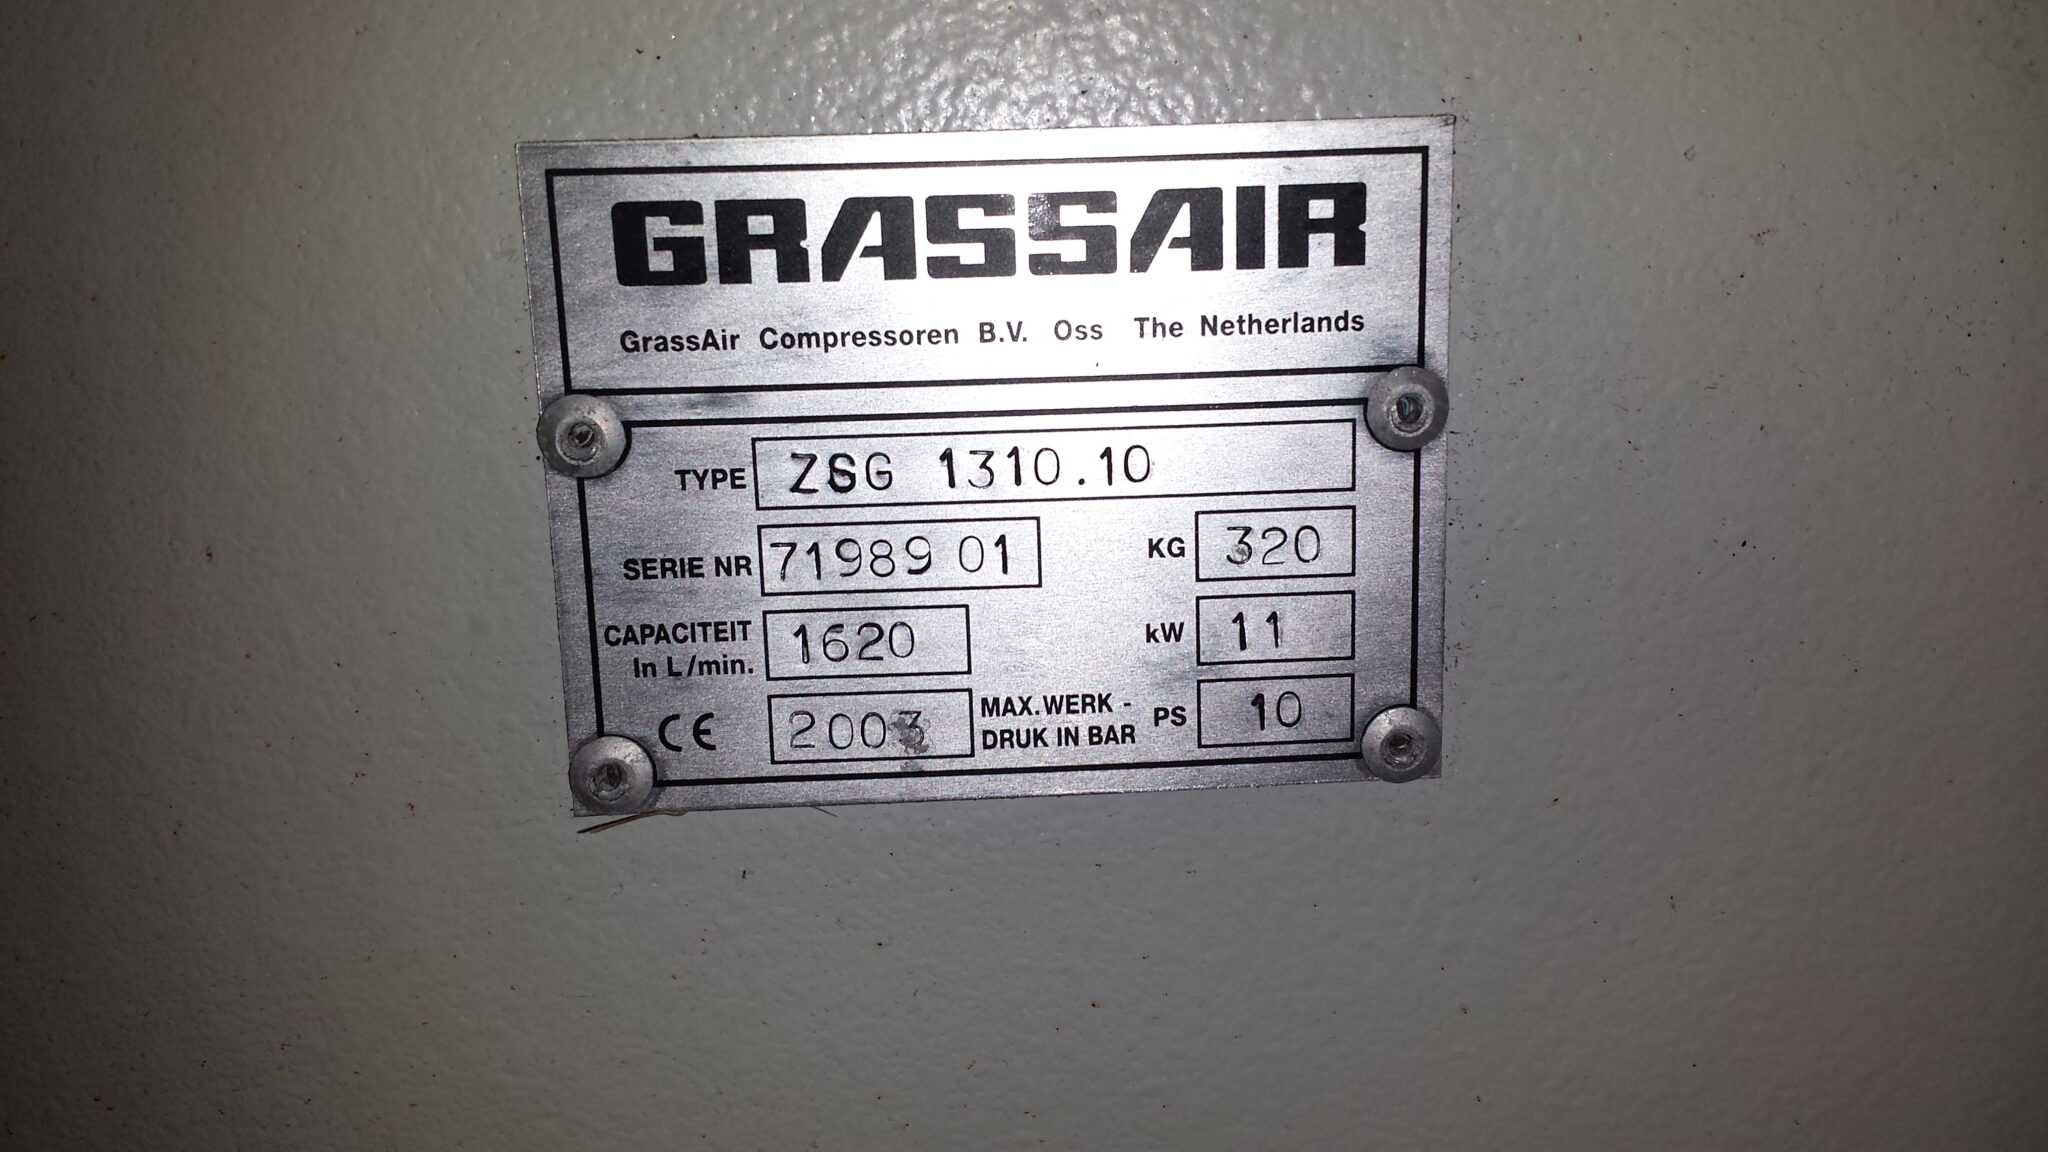 GRASSAIR
GrassAir Compressoren B.V. Oss The Netherlands
TYPE ZSG 1310.10
SERIE NR 71989 01 KG 320
CAPACITEIT In L/min. 1620 kW 11
CE 2003 MAX. WERK - DRUK IN BAR PS 10